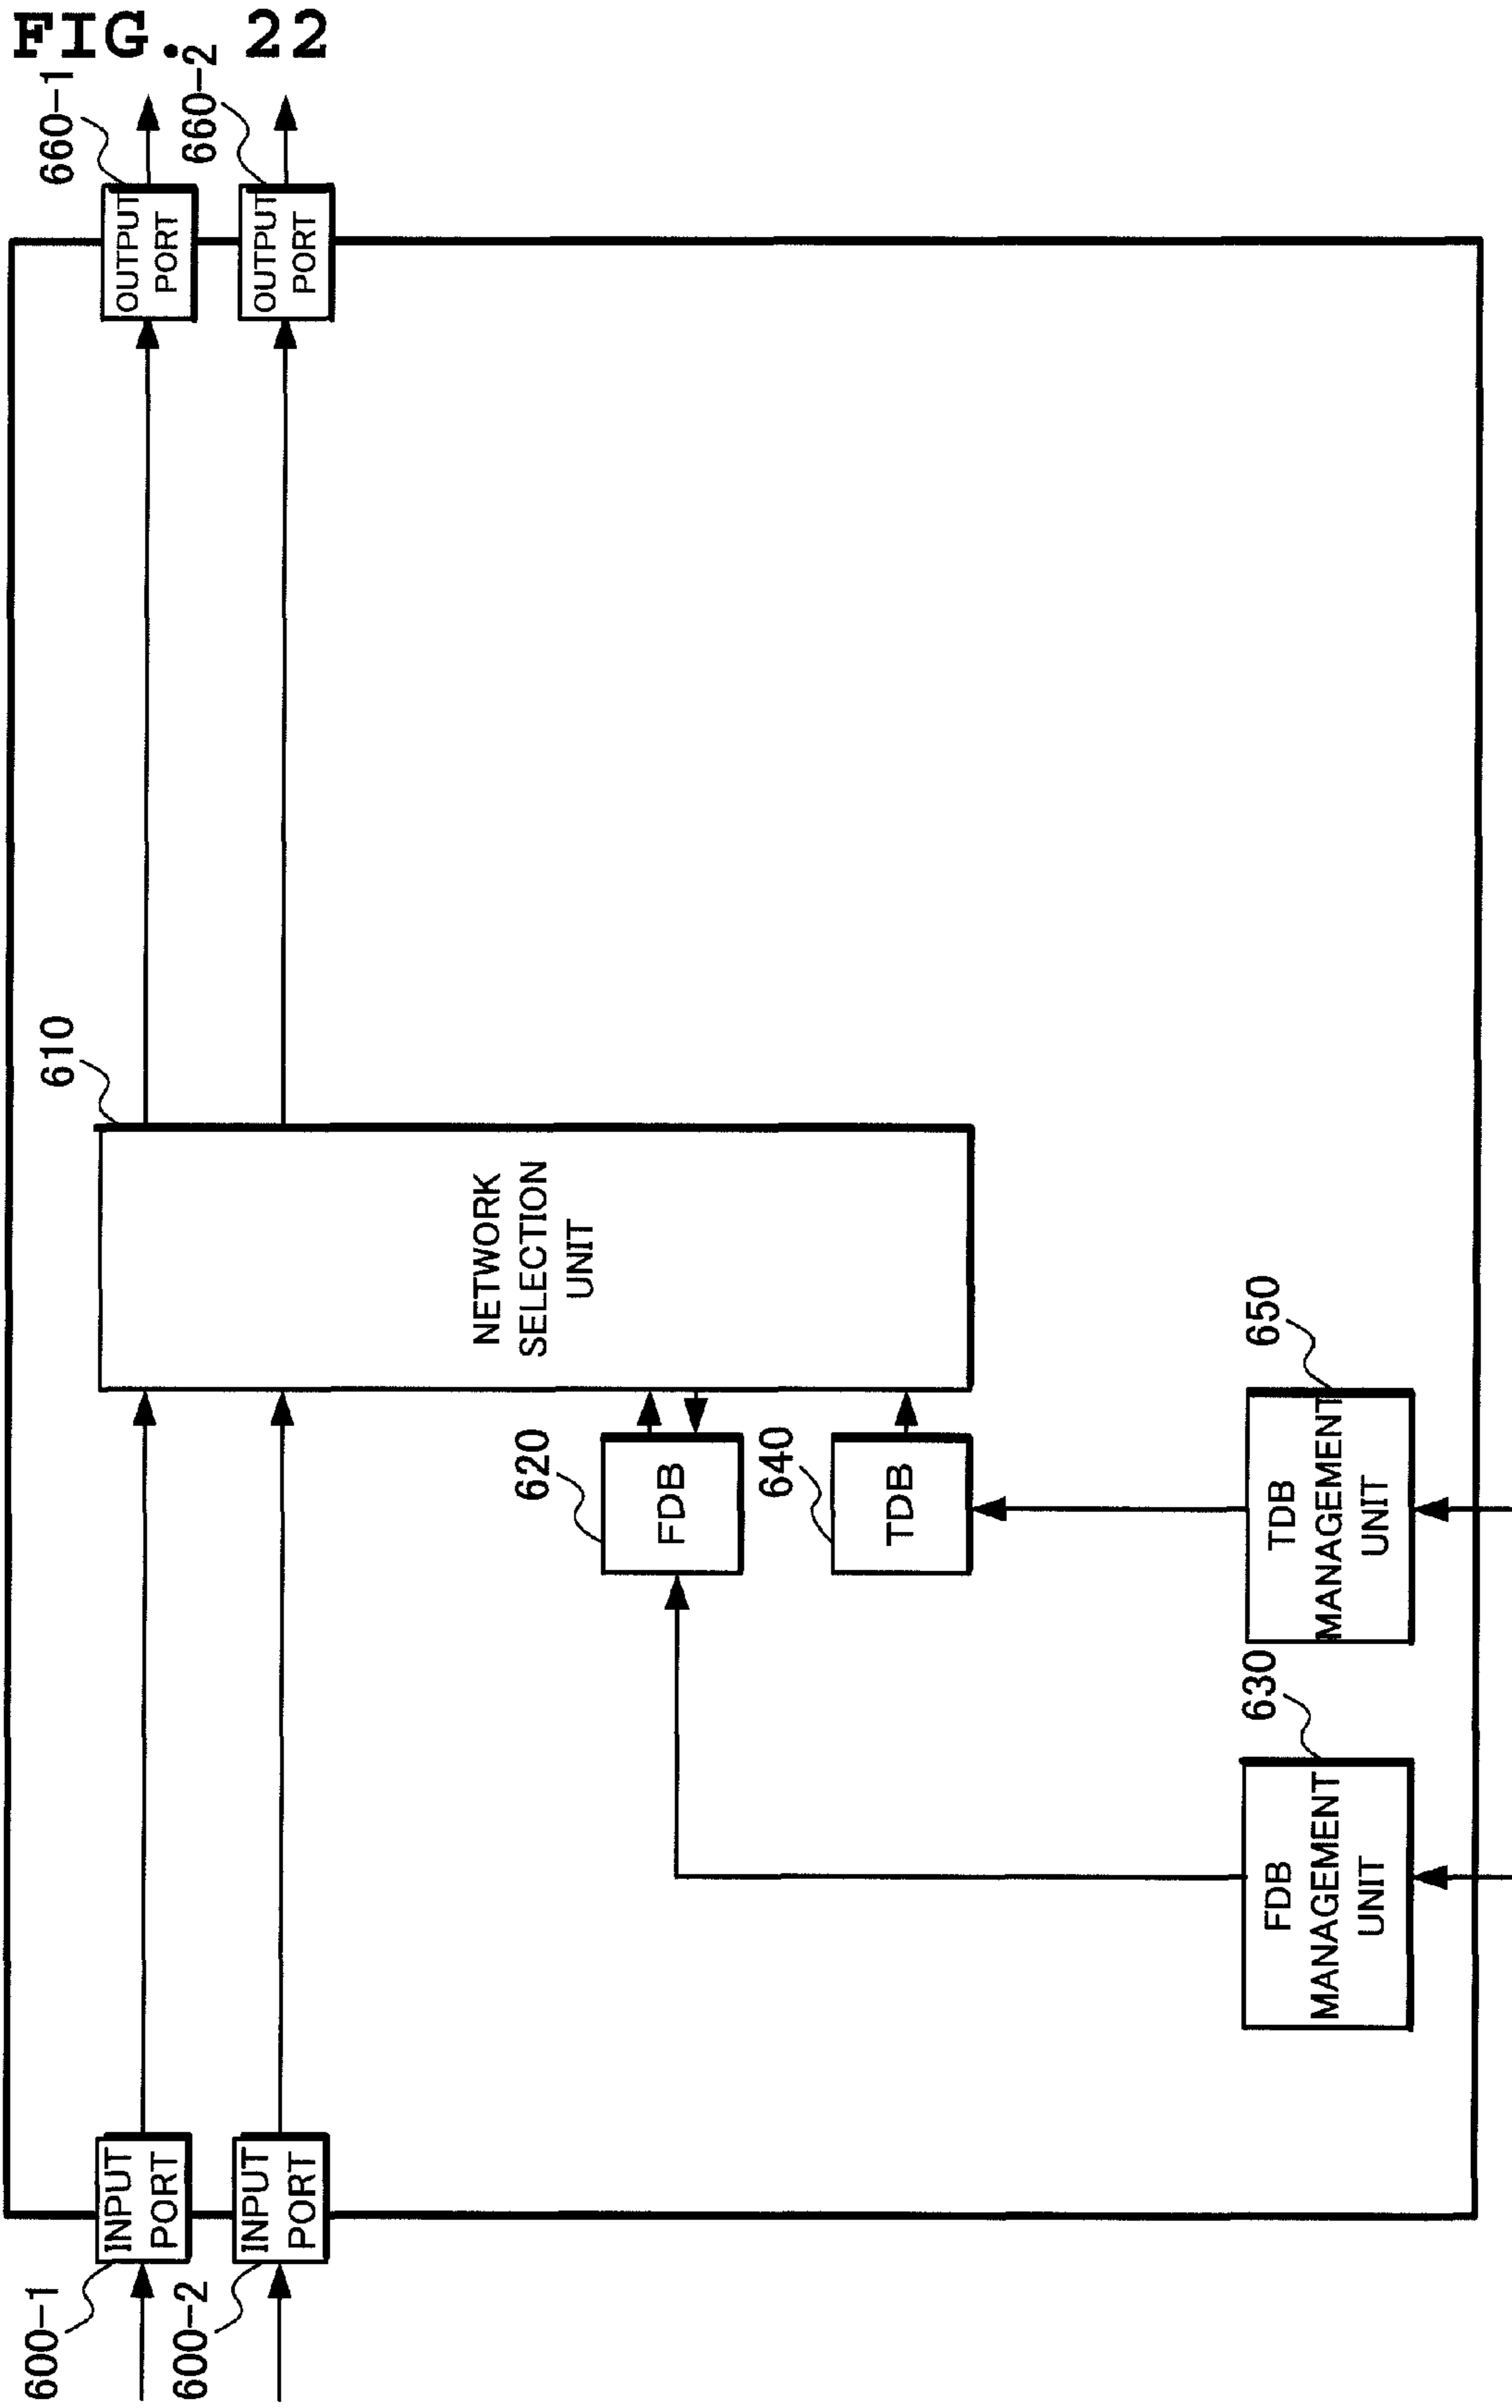 FIG. 22
600-1
INPUT
PORT
600-2
INPUT
PORT
610
NETWORK
SELECTION
UNIT
620
FDB
640
TDB
630
FDB
MANAGEMENT
UNIT
650
TDB
MANAGEMENT
UNIT
660-1
OUTPUT
PORT
660-2
OUTPUT
PORT